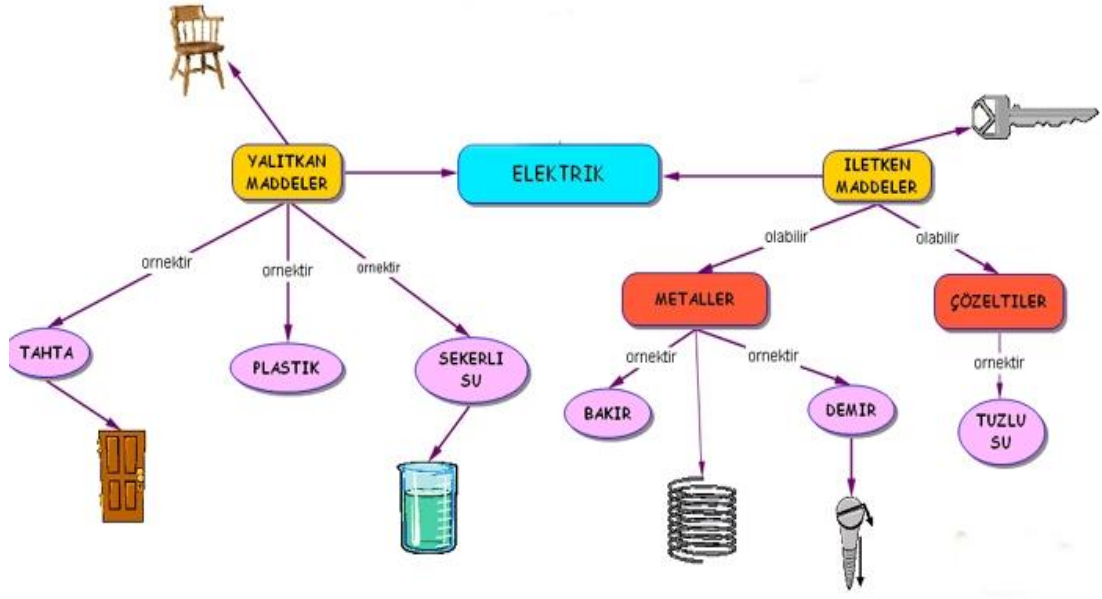 YALITKAN
MADDELER
ELEKTRIK
ILETKEN
MADDELER
olabilir
olabilir
ornektir
ornektir
ornektir
METALLER
ÇÖZELTILER
TAHTA
PLASTIK
SEKERLI
SU
ornektir
ornektir
ornektir
BAKIR
DEMIR
TUZLU
SU